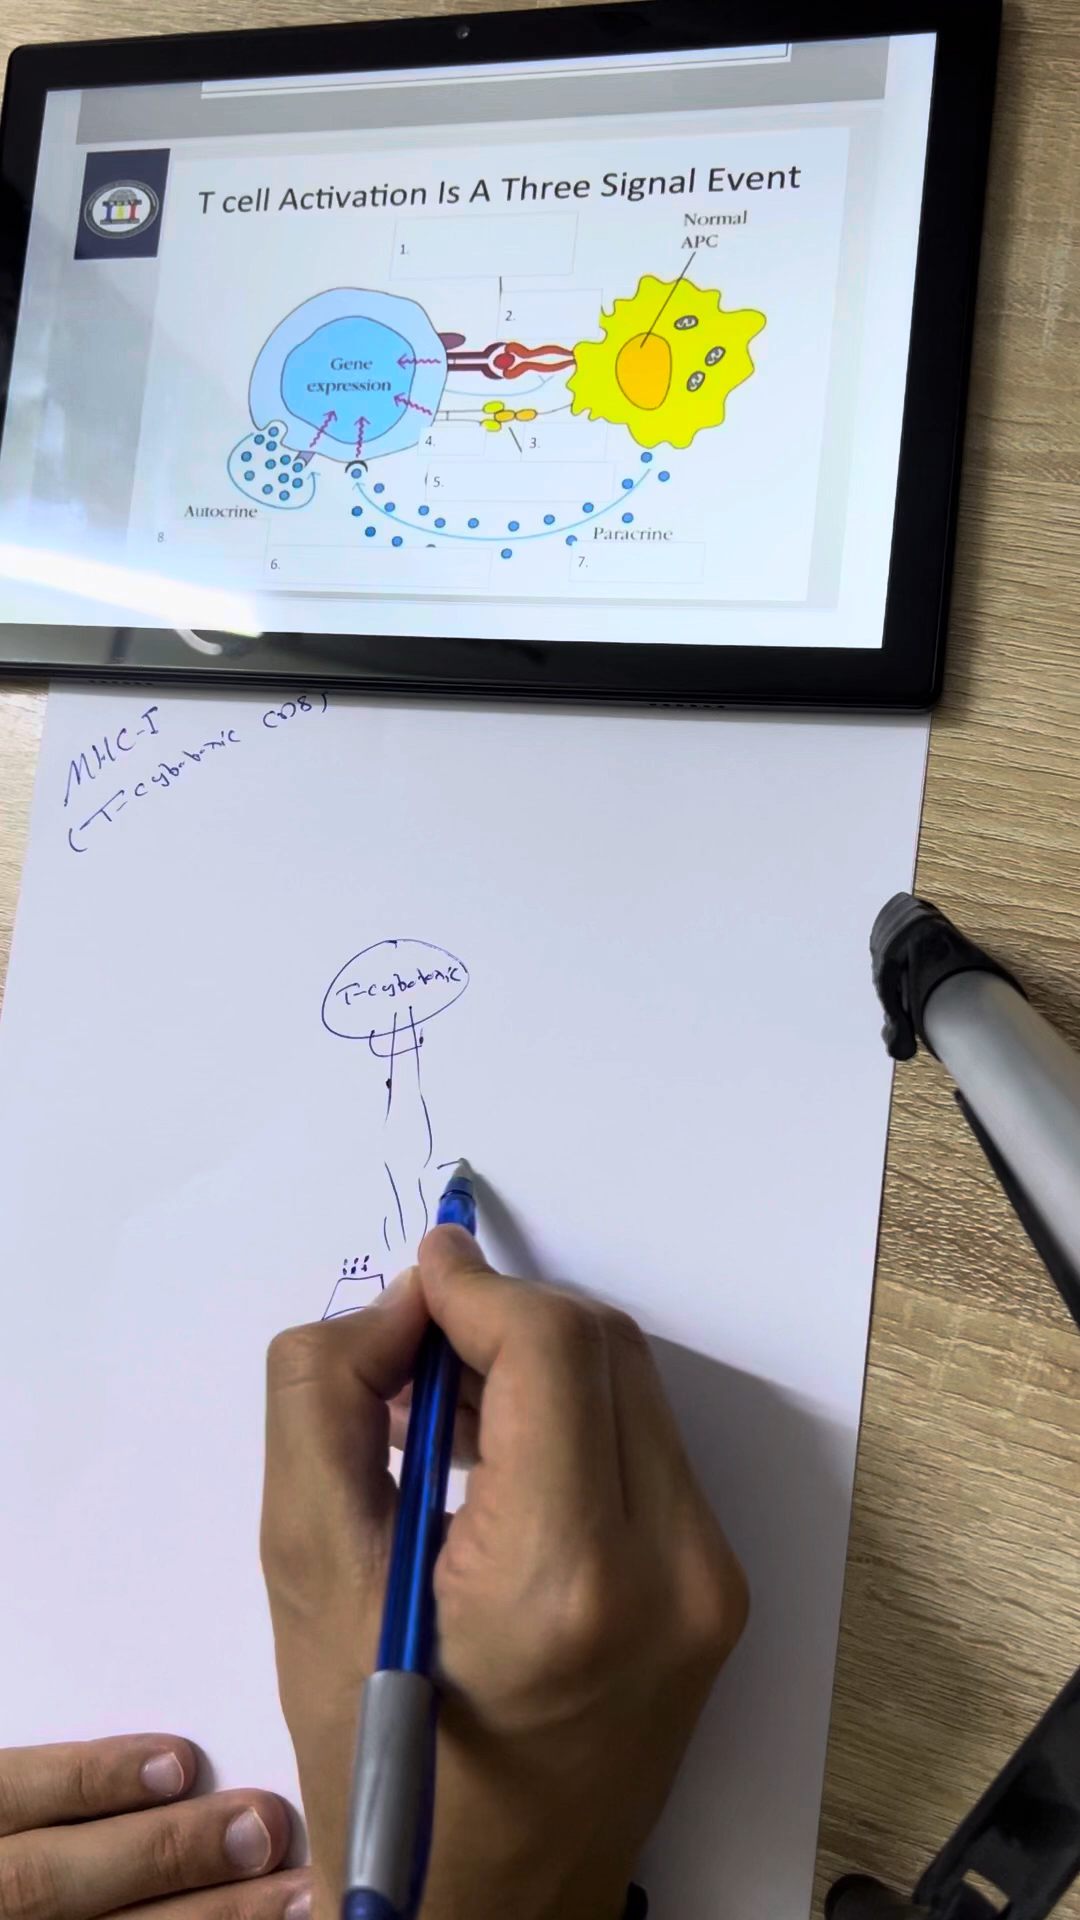 T cell Activation Is A Three Signal Event
Normal
APC
1.
2.
Gene
expression
4.
3.
5.
Autocrine
Paracrine
8.
6.
7.
MHC-I
(T-cytotoxic CD8)
T-cytotoxic